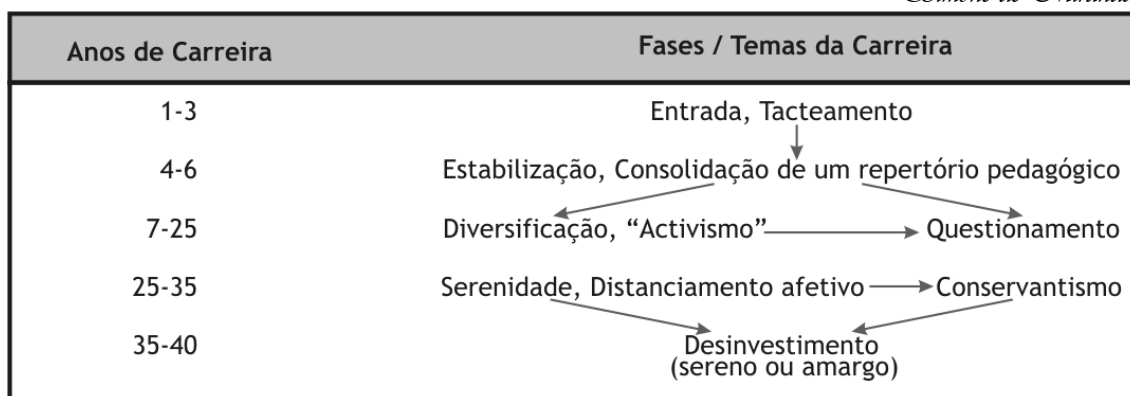 Anos de Carreira Fases / Temas da Carreira
1-3 Entrada, Tacteamento
4-6 Estabilização, Consolidação de um repertório pedagógico
7-25 Diversificação, “Activismo” Questionamento
25-35 Serenidade, Distanciamento afetivo Conservantismo
35-40 Desinvestimento
(sereno ou amargo)